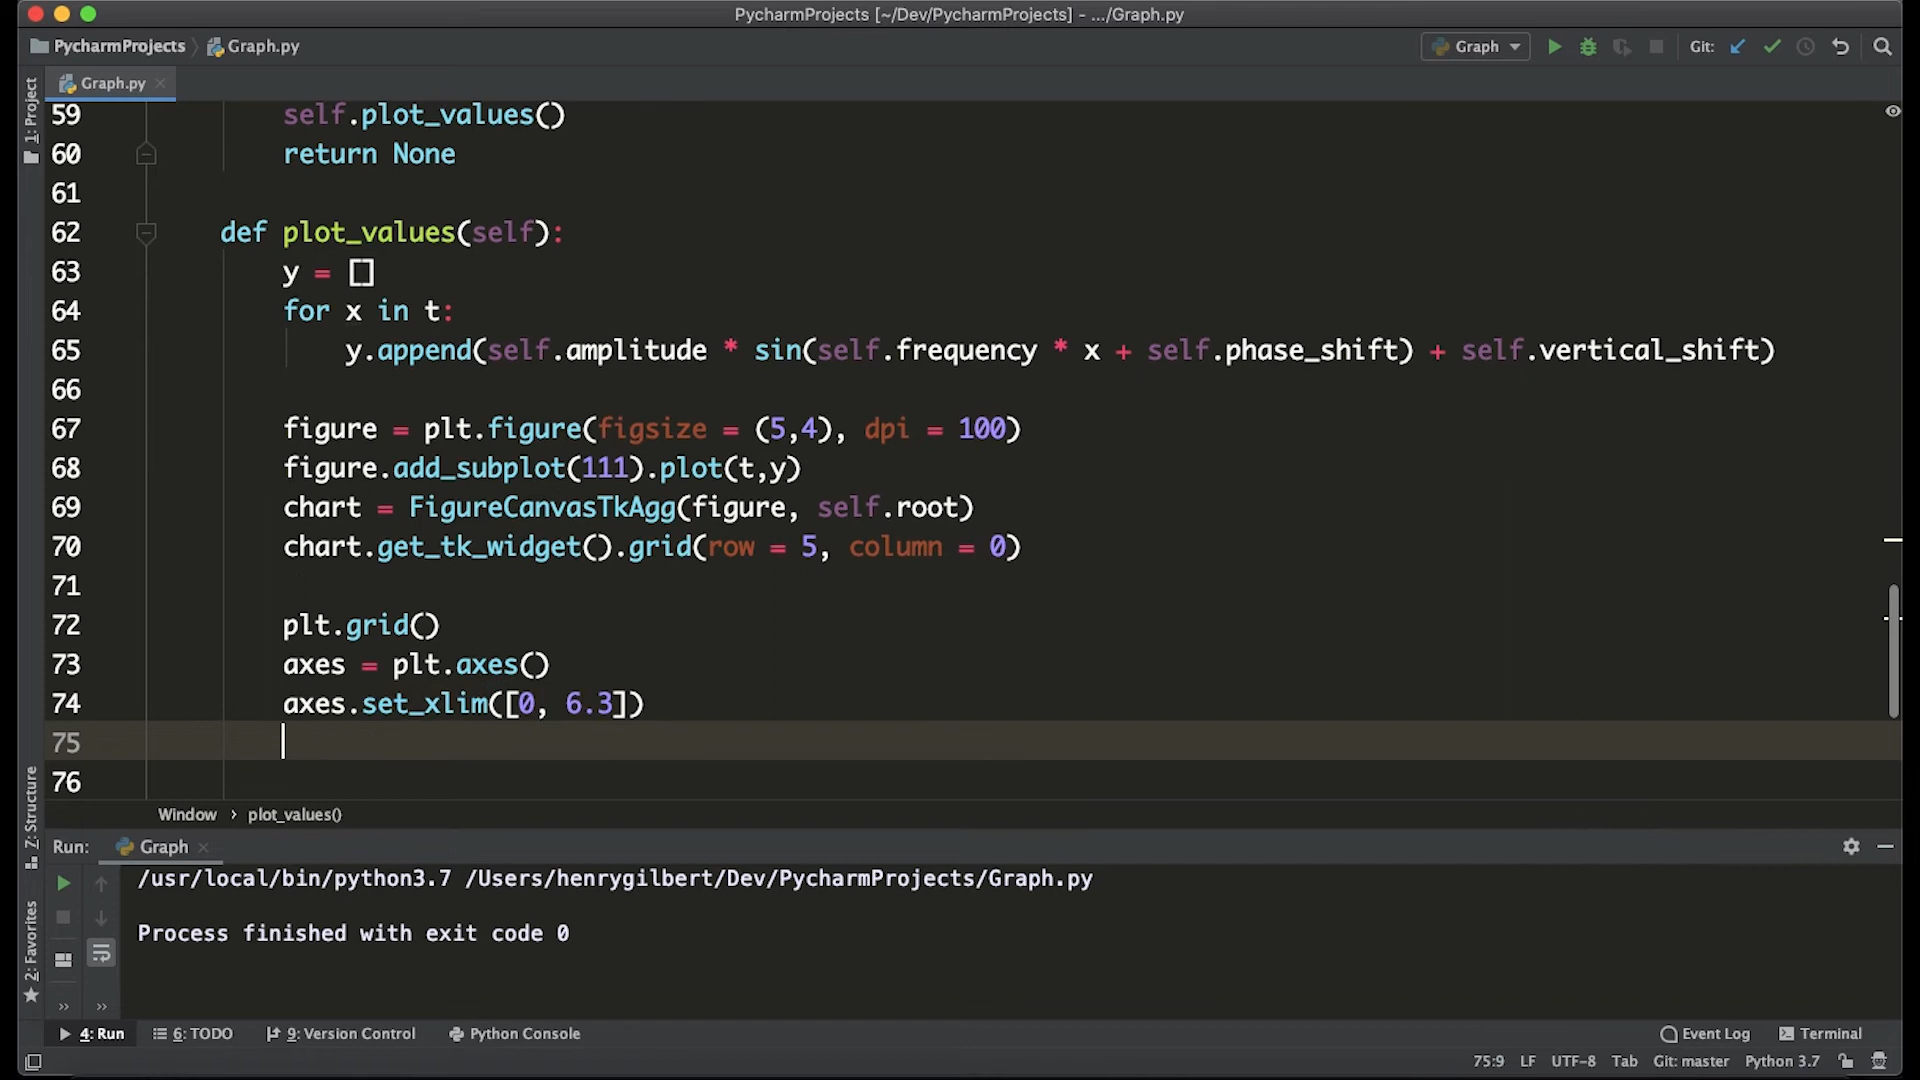 PycharmProjects [~/Dev/PycharmProjects] - .../Graph.py
PycharmProjects Graph.py Graph Git:
Graph.py
1: Project
59 self.plot_values()
60 return None
61
62 def plot_values(self):
63 y = []
64 for x in t:
65 y.append(self.amplitude * sin(self.frequency * x + self.phase_shift) + self.vertical_shift)
66
67 figure = plt.figure(figsize = (5,4), dpi = 100)
68 figure.add_subplot(111).plot(t,y)
69 chart = FigureCanvasTkAgg(figure, self.root)
70 chart.get_tk_widget().grid(row = 5, column = 0)
71
72 plt.grid()
73 axes = plt.axes()
74 axes.set_xlim([0, 6.3])
75
76
Z: Structure
Window › plot_values()
Run: Graph
/usr/local/bin/python3.7 /Users/henrygilbert/Dev/PycharmProjects/Graph.py
Process finished with exit code 0
2: Favorites
4: Run 6: TODO 9: Version Control Python Console Event Log Terminal
75:9 LF UTF-8 Tab Git: master Python 3.7